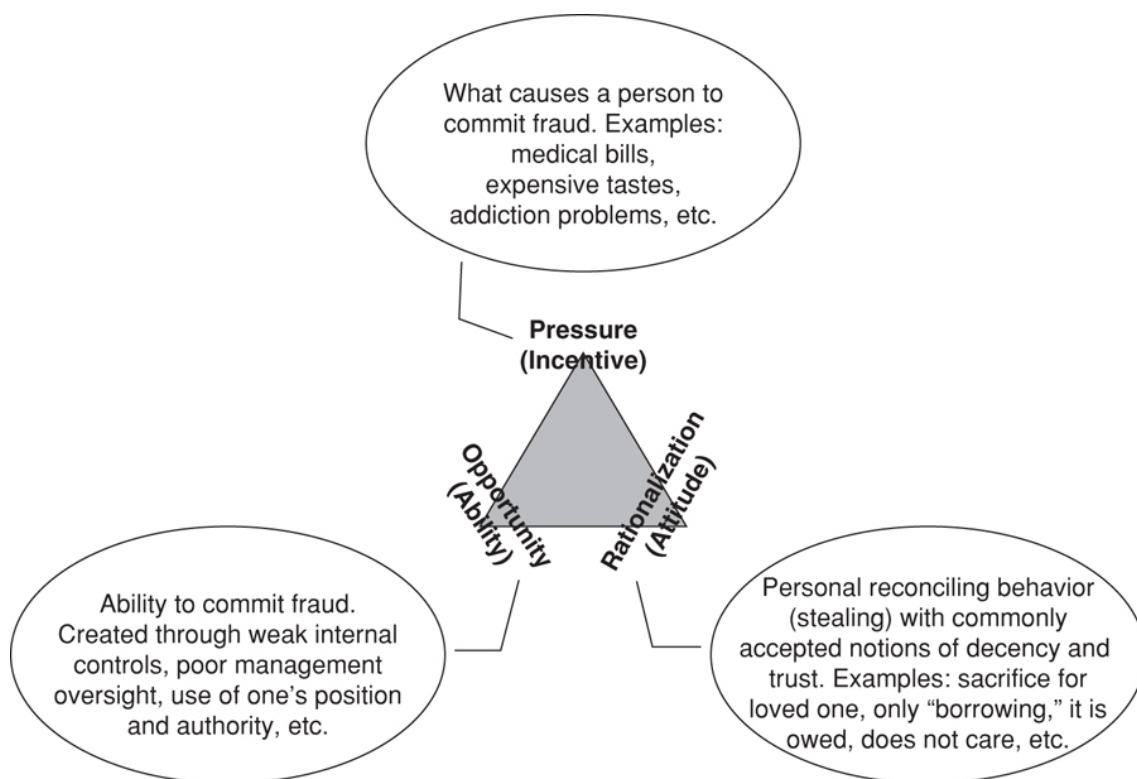 What causes a person to
commit fraud. Examples:
medical bills,
expensive tastes,
addiction problems, etc.
Pressure
(Incentive)
Opportunity
(Ability)
Rationalization
(Attitude)
Ability to commit fraud.
Created through weak internal
controls, poor management
oversight, use of one’s position
and authority, etc.
Personal reconciling behavior
(stealing) with commonly
accepted notions of decency and
trust. Examples: sacrifice for
loved one, only “borrowing,” it is
owed, does not care, etc.